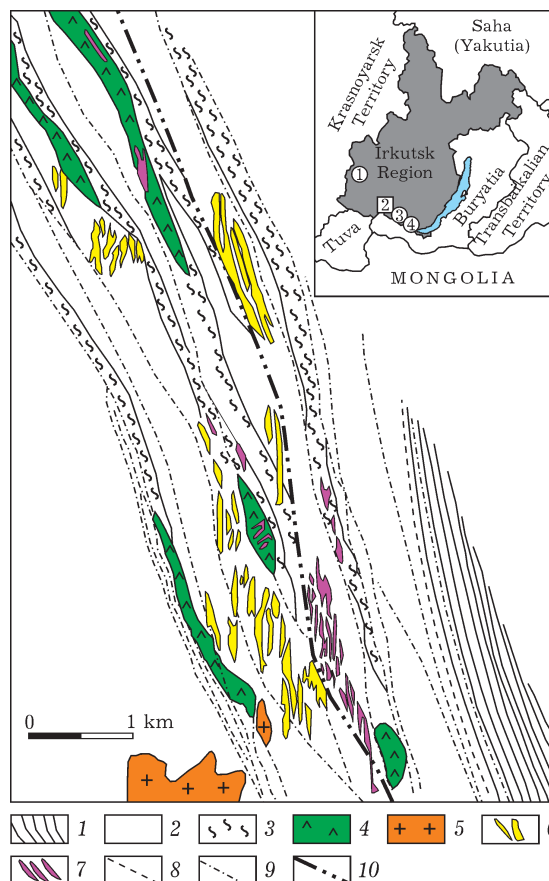 Saha
(Yakutia)
Krasnoyarsk
Territory
Irkutsk
Region
1
2
3
4
Buryatia
Transbaikalian
Territory
Tuva
MONGOLIA
0 1 km
1 2 3 4 5 6
7 8 9 10